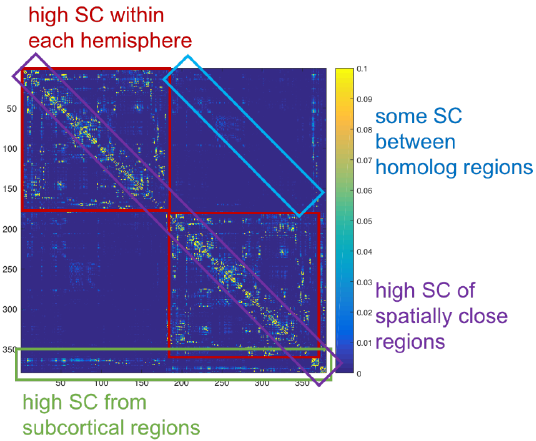 high SC within
each hemisphere
0.1
0.09
0.08
0.07
0.06
0.05
0.04
0.03
0.02
0.01
0
50
100
150
200
250
300
350
50 100 150 200 250 300 350
some SC
between
homolog regions
high SC of
spatially close
regions
high SC from
subcortical regions